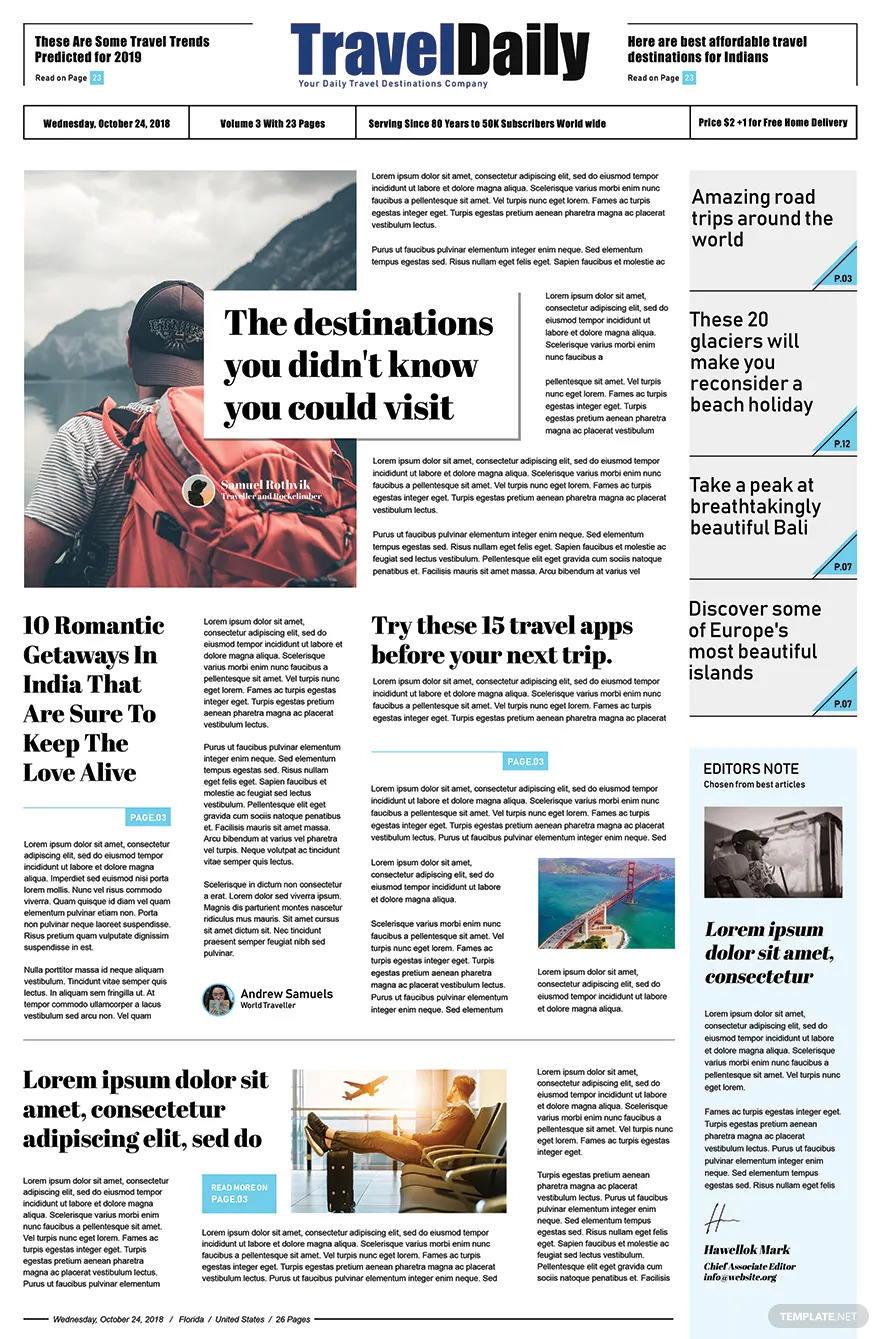 These Are Some Travel Trends
Predicted for 2019
Read on Page 23
TravelDaily
Your Daily Travel Destinations Company
Here are best affordable travel
destinations for Indians
Read on Page 23
Wednesday, October 24, 2018
Volume 3 With 23 Pages
Serving Since 80 Years to 50K Subscribers World wide
Price $2 +1 for Free Home Delivery
The destinations
you didn't know
you could visit
Samuel Rothvik
Traveller and Rockclimber
Lorem ipsum dolor sit amet, consectetur adipiscing elit, sed do eiusmod tempor
incididunt ut labore et dolore magna aliqua. Scelerisque varius morbi enim nunc
faucibus a pellentesque sit amet. Vel turpis nunc eget lorem. Fames ac turpis
egestas integer eget. Turpis egestas pretium aenean pharetra magna ac placerat
vestibulum lectus.
Purus ut faucibus pulvinar elementum integer enim neque. Sed elementum
tempus egestas sed. Risus nullam eget felis eget. Sapien faucibus et molestie ac
Lorem ipsum dolor sit amet,
consectetur adipiscing elit, sed do
eiusmod tempor incididunt ut
labore et dolore magna aliqua.
Scelerisque varius morbi enim
nunc faucibus a
pellentesque sit amet. Vel turpis
nunc eget lorem. Fames ac turpis
egestas integer eget. Turpis
egestas pretium aenean pharetra
magna ac placerat vestibulum
Lorem ipsum dolor sit amet, consectetur adipiscing elit, sed do eiusmod tempor
incididunt ut labore et dolore magna aliqua. Scelerisque varius morbi enim nunc
faucibus a pellentesque sit amet. Vel turpis nunc eget lorem. Fames ac turpis
egestas integer eget. Turpis egestas pretium aenean pharetra magna ac placerat
vestibulum lectus.
Purus ut faucibus pulvinar elementum integer enim neque. Sed elementum
tempus egestas sed. Risus nullam eget felis eget. Sapien faucibus et molestie ac
feugiat sed lectus vestibulum. Pellentesque elit eget gravida cum sociis natoque
penatibus et. Facilisis mauris sit amet massa. Arcu bibendum at varius vel
Amazing road
trips around the
world
P.03
These 20
glaciers will
make you
reconsider a
beach holiday
P.12
Take a peak at
breathtakingly
beautiful Bali
P.07
Discover some
of Europe's
most beautiful
islands
P.07
10 Romantic
Getaways In
India That
Are Sure To
Keep The
Love Alive
PAGE.03
Lorem ipsum dolor sit amet, consectetur
adipiscing elit, sed do eiusmod tempor
incididunt ut labore et dolore magna
aliqua. Imperdiet sed euismod nisi porta
lorem mollis. Nunc vel risus commodo
viverra. Quam quisque id diam vel quam
elementum pulvinar etiam non. Porta
non pulvinar neque laoreet suspendisse.
Risus pretium quam vulputate dignissim
suspendisse in est.
Nulla porttitor massa id neque aliquam
vestibulum. Tincidunt vitae semper quis
lectus. In aliquam sem fringilla ut. At
tempor commodo ullamcorper a lacus
vestibulum sed arcu non. Vel quam
Lorem ipsum dolor sit amet,
consectetur adipiscing elit, sed do
eiusmod tempor incididunt ut labore et
dolore magna aliqua. Scelerisque
varius morbi enim nunc faucibus a
pellentesque sit amet. Vel turpis nunc
eget lorem. Fames ac turpis egestas
integer eget. Turpis egestas pretium
aenean pharetra magna ac placerat
vestibulum lectus.
Purus ut faucibus pulvinar elementum
integer enim neque. Sed elementum
tempus egestas sed. Risus nullam
eget felis eget. Sapien faucibus et
molestie ac feugiat sed lectus
vestibulum. Pellentesque elit eget
gravida cum sociis natoque penatibus
et. Facilisis mauris sit amet massa.
Arcu bibendum at varius vel pharetra
vel turpis. Neque volutpat ac tincidunt
vitae semper quis lectus.
Scelerisque in dictum non consectetur
a erat. Lorem dolor sed viverra ipsum.
Magnis dis parturient montes nascetur
ridiculus mus mauris. Sit amet cursus
sit amet dictum sit. Nec tincidunt
praesent semper feugiat nibh sed
pulvinar.
Andrew Samuels
World Traveller
Try these 15 travel apps
before your next trip.
Lorem ipsum dolor sit amet, consectetur adipiscing elit, sed do eiusmod tempor
incididunt ut labore et dolore magna aliqua. Scelerisque varius morbi enim nunc
faucibus a pellentesque sit amet. Vel turpis nunc eget lorem. Fames ac turpis
egestas integer eget. Turpis egestas pretium aenean pharetra magna ac placerat
PAGE.03
Lorem ipsum dolor sit amet, consectetur adipiscing elit, sed do eiusmod tempor
incididunt ut labore et dolore magna aliqua. Scelerisque varius morbi enim nunc
faucibus a pellentesque sit amet. Vel turpis nunc eget lorem. Fames ac turpis
egestas integer eget. Turpis egestas pretium aenean pharetra magna ac placerat
vestibulum lectus. Purus ut faucibus pulvinar elementum integer enim neque. Sed
Lorem ipsum dolor sit amet,
consectetur adipiscing elit, sed do
eiusmod tempor incididunt ut labore et
dolore magna aliqua.
Scelerisque varius morbi enim nunc
faucibus a pellentesque sit amet. Vel
turpis nunc eget lorem. Fames ac
turpis egestas integer eget. Turpis
egestas pretium aenean pharetra
magna ac placerat vestibulum lectus.
Purus ut faucibus pulvinar elementum
integer enim neque. Sed elementum
Lorem ipsum dolor sit amet,
consectetur adipiscing elit, sed do
eiusmod tempor incididunt ut labore
et dolore magna aliqua.
EDITORS NOTE
Chosen from best articles
Lorem ipsum
dolor sit amet,
consectetur
Lorem ipsum dolor sit amet,
consectetur adipiscing elit, sed do
eiusmod tempor incididunt ut labore
et dolore magna aliqua. Scelerisque
varius morbi enim nunc faucibus a
pellentesque sit amet. Vel turpis nunc
eget lorem.
Fames ac turpis egestas integer eget.
Turpis egestas pretium aenean
pharetra magna ac placerat
vestibulum lectus. Purus ut faucibus
pulvinar elementum integer enim
neque. Sed elementum tempus
egestas sed. Risus nullam eget felis
Hawellok Mark
Chief Associate Editor
info@website.org
Lorem ipsum dolor sit
amet, consectetur
adipiscing elit, sed do
Lorem ipsum dolor sit amet, consectetur
adipiscing elit, sed do eiusmod tempor
incididunt ut labore et dolore magna
aliqua. Scelerisque varius morbi enim
nunc faucibus a pellentesque sit amet.
Vel turpis nunc eget lorem. Fames ac
turpis egestas integer eget. Turpis
egestas pretium aenean pharetra
magna ac placerat vestibulum lectus.
Purus ut faucibus pulvinar elementum
READ MORE ON
PAGE.03
Lorem ipsum dolor sit amet, consectetur adipiscing elit, sed do eiusmod tempor
incididunt ut labore et dolore magna aliqua. Scelerisque varius morbi enim nunc
faucibus a pellentesque sit amet. Vel turpis nunc eget lorem. Fames ac turpis
egestas integer eget. Turpis egestas pretium aenean pharetra magna ac placerat
vestibulum lectus. Purus ut faucibus pulvinar elementum integer enim neque. Sed
Lorem ipsum dolor sit amet,
consectetur adipiscing elit, sed do
eiusmod tempor incididunt ut labore
et dolore magna aliqua. Scelerisque
varius morbi enim nunc faucibus a
pellentesque sit amet. Vel turpis nunc
eget lorem. Fames ac turpis egestas
integer eget.
Turpis egestas pretium aenean
pharetra magna ac placerat
vestibulum lectus. Purus ut faucibus
pulvinar elementum integer enim
neque. Sed elementum tempus
egestas sed. Risus nullam eget felis
eget. Sapien faucibus et molestie ac
feugiat sed lectus vestibulum.
Pellentesque elit eget gravida cum
sociis natoque penatibus et. Facilisis
Wednesday, October 24, 2018 / Florida / United States / 26 Pages
TEMPLATE.NET